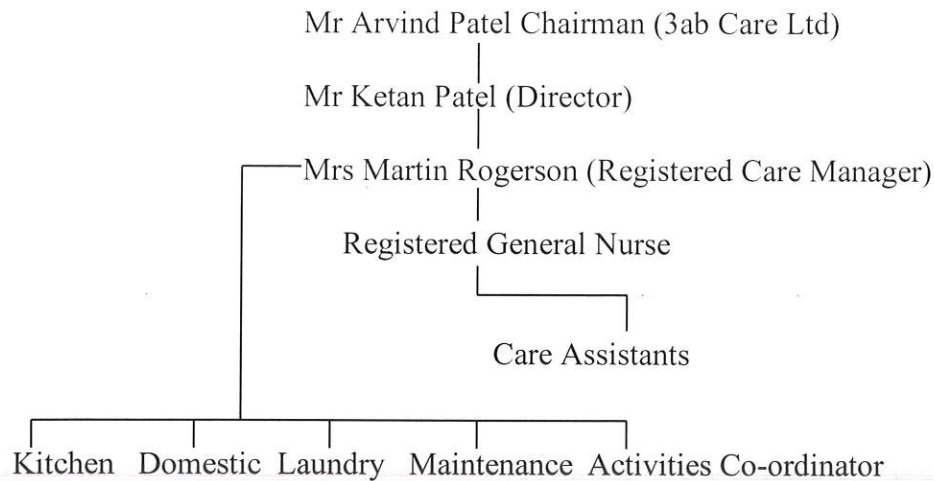 Mr Arvind Patel Chairman (3ab Care Ltd)
Mr Ketan Patel (Director)
Mrs Martin Rogerson (Registered Care Manager)
Registered General Nurse
Care Assistants
Kitchen Domestic Laundry Maintenance Activities Co-ordinator